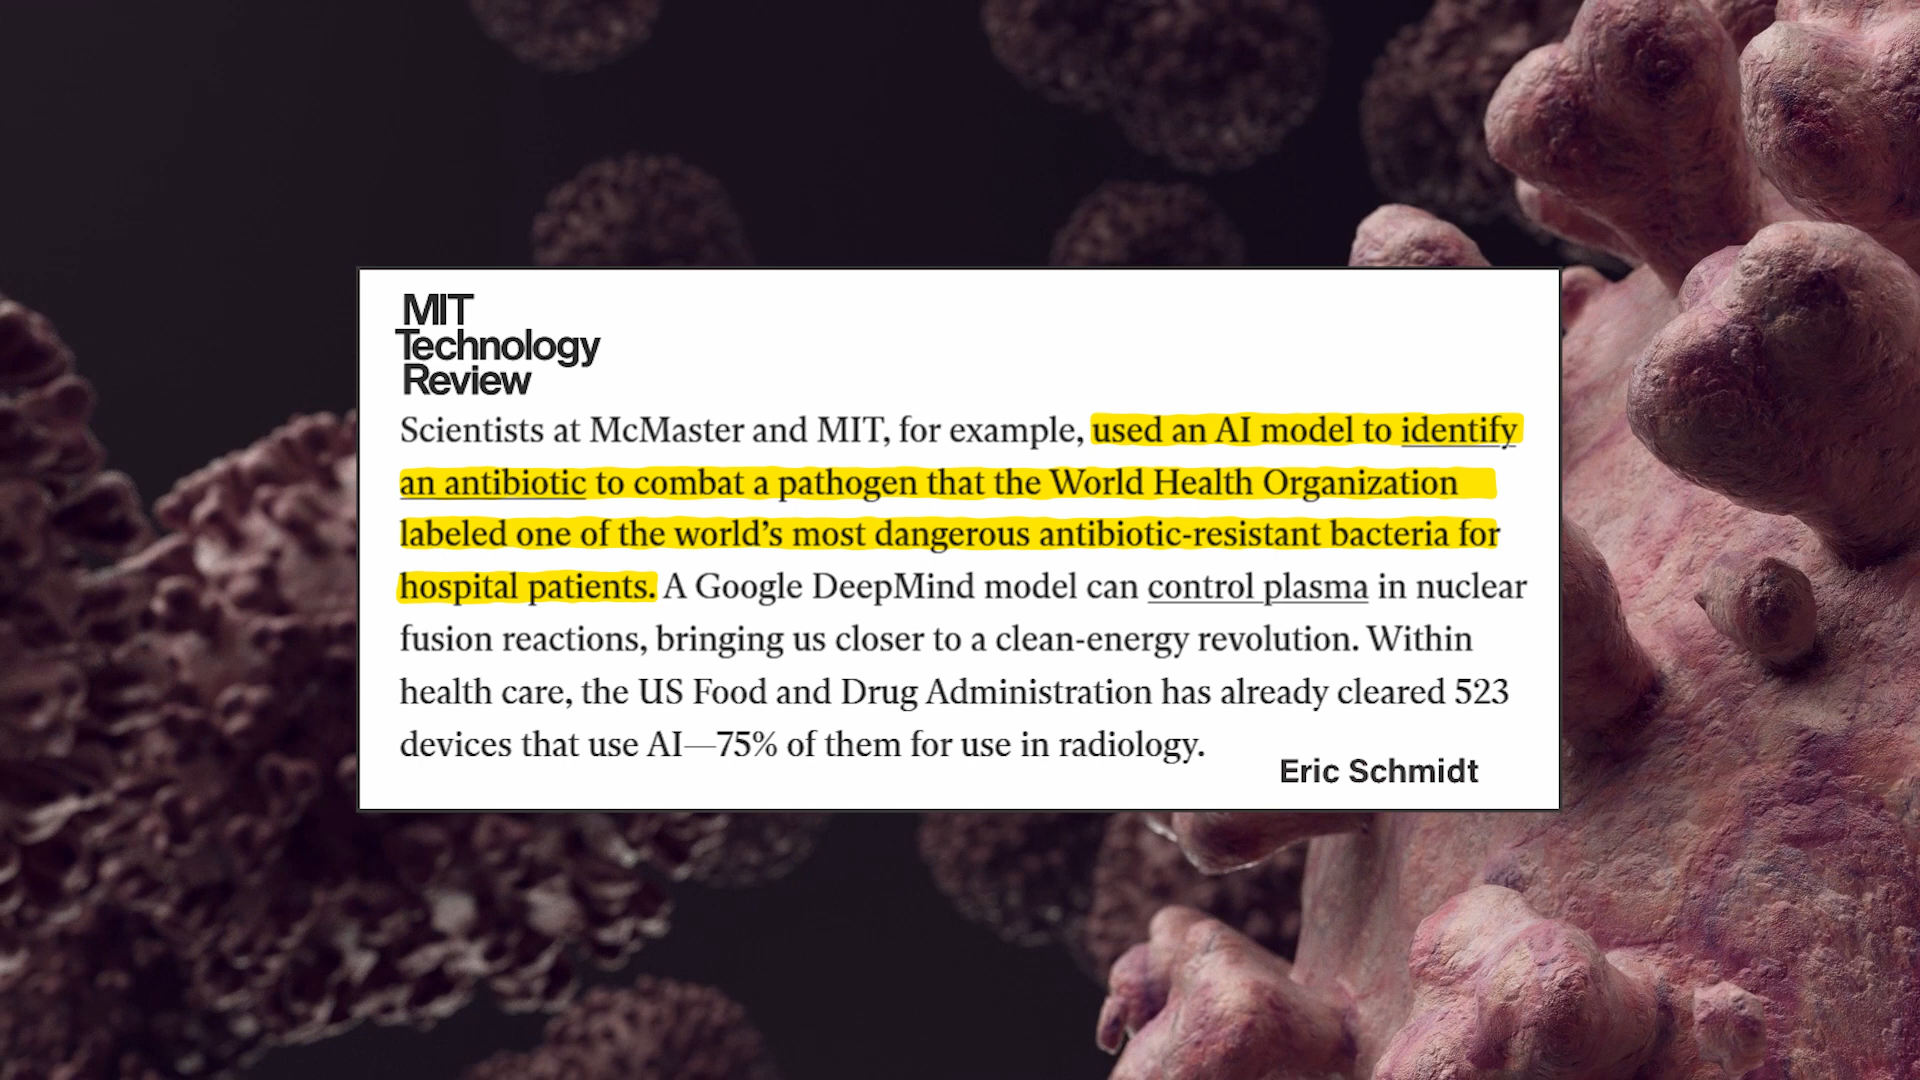 MIT
Technology
Review
Scientists at McMaster and MIT, for example, used an AI model to identify
an antibiotic to combat a pathogen that the World Health Organization
labeled one of the world’s most dangerous antibiotic-resistant bacteria for
hospital patients. A Google DeepMind model can control plasma in nuclear
fusion reactions, bringing us closer to a clean-energy revolution. Within
health care, the US Food and Drug Administration has already cleared 523
devices that use AI—75% of them for use in radiology.
Eric Schmidt